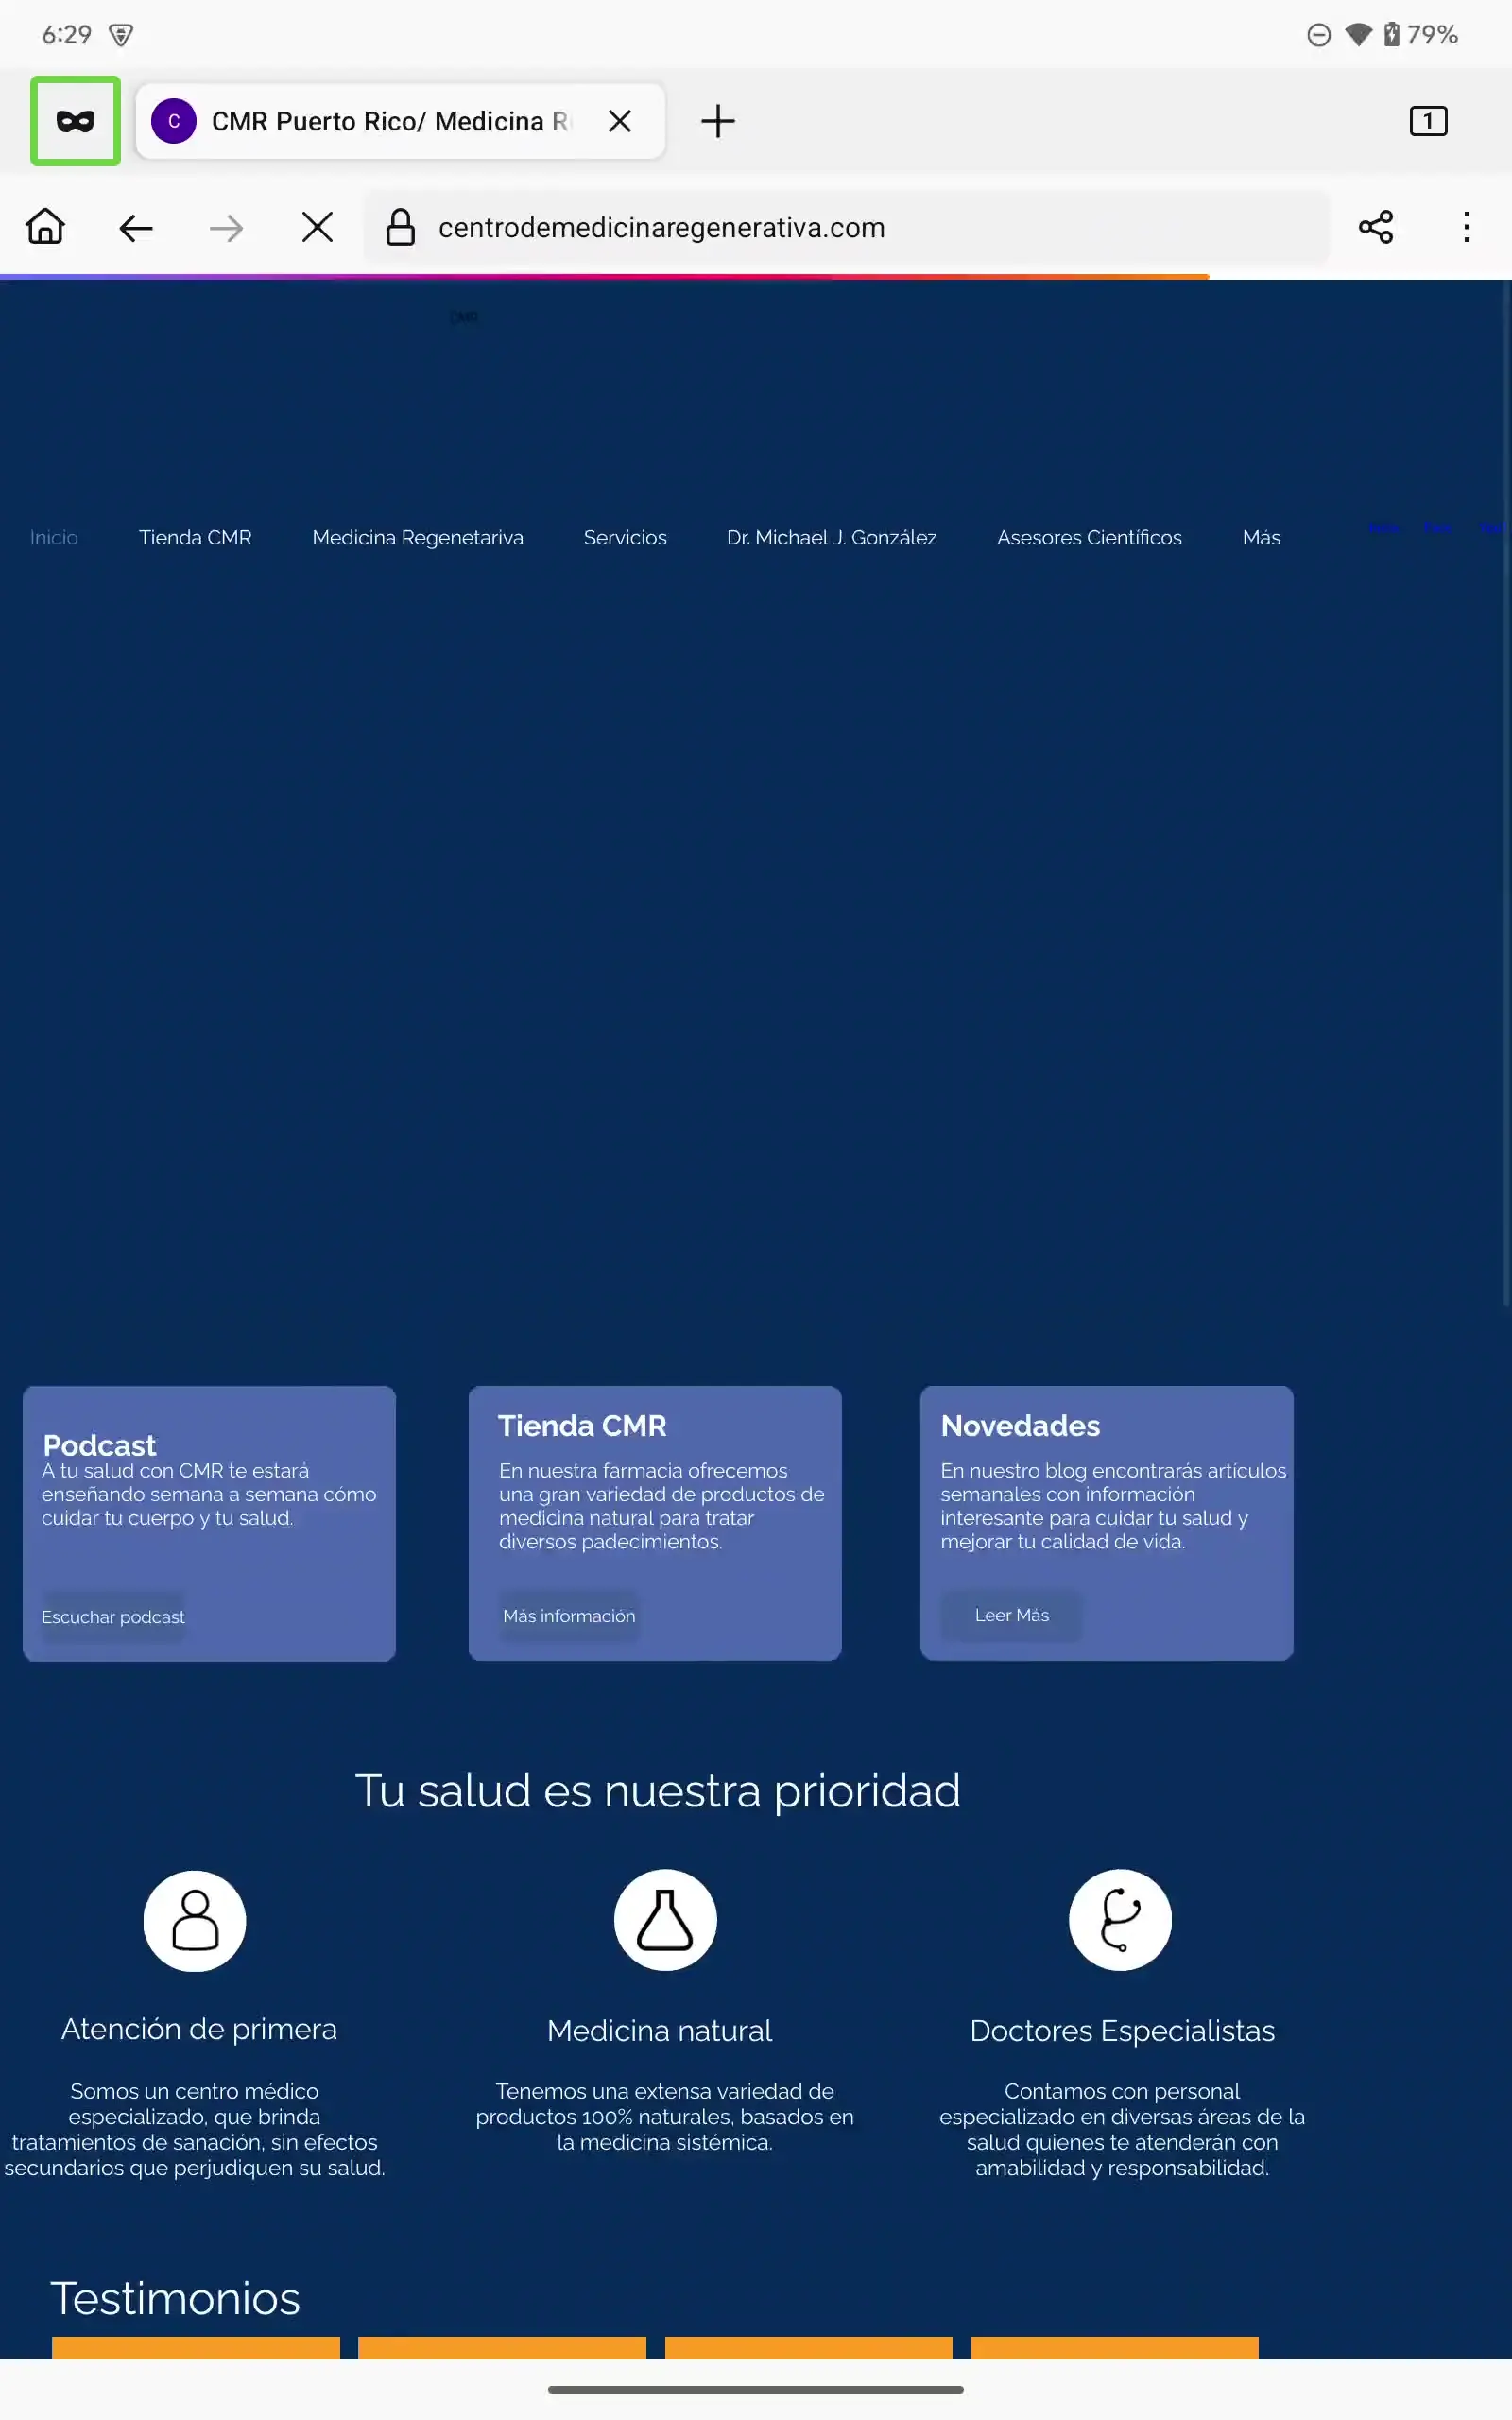 6:29
79%
C
CMR Puerto Rico/ Medicina R
1
centrodemedicinaregenerativa.com
CMR
Inicio
Tienda CMR
Medicina Regenetariva
Servicios
Dr. Michael J. González
Asesores Científicos
Más
Podcast
A tu salud con CMR te estará
enseñando semana a semana cómo
cuidar tu cuerpo y tu salud.
Escuchar podcast
Tienda CMR
En nuestra farmacia ofrecemos
una gran variedad de productos de
medicina natural para tratar
diversos padecimientos.
Más información
Novedades
En nuestro blog encontrarás artículos
semanales con información
interesante para cuidar tu salud y
mejorar tu calidad de vida.
Leer Más
Tu salud es nuestra prioridad
Atención de primera
Somos un centro médico
especializado, que brinda
tratamientos de sanación, sin efectos
secundarios que perjudiquen su salud.
Medicina natural
Tenemos una extensa variedad de
productos 100% naturales, basados en
la medicina sistémica.
Doctores Especialistas
Contamos con personal
especializado en diversas áreas de la
salud quienes te atenderán con
amabilidad y responsabilidad.
Testimonios